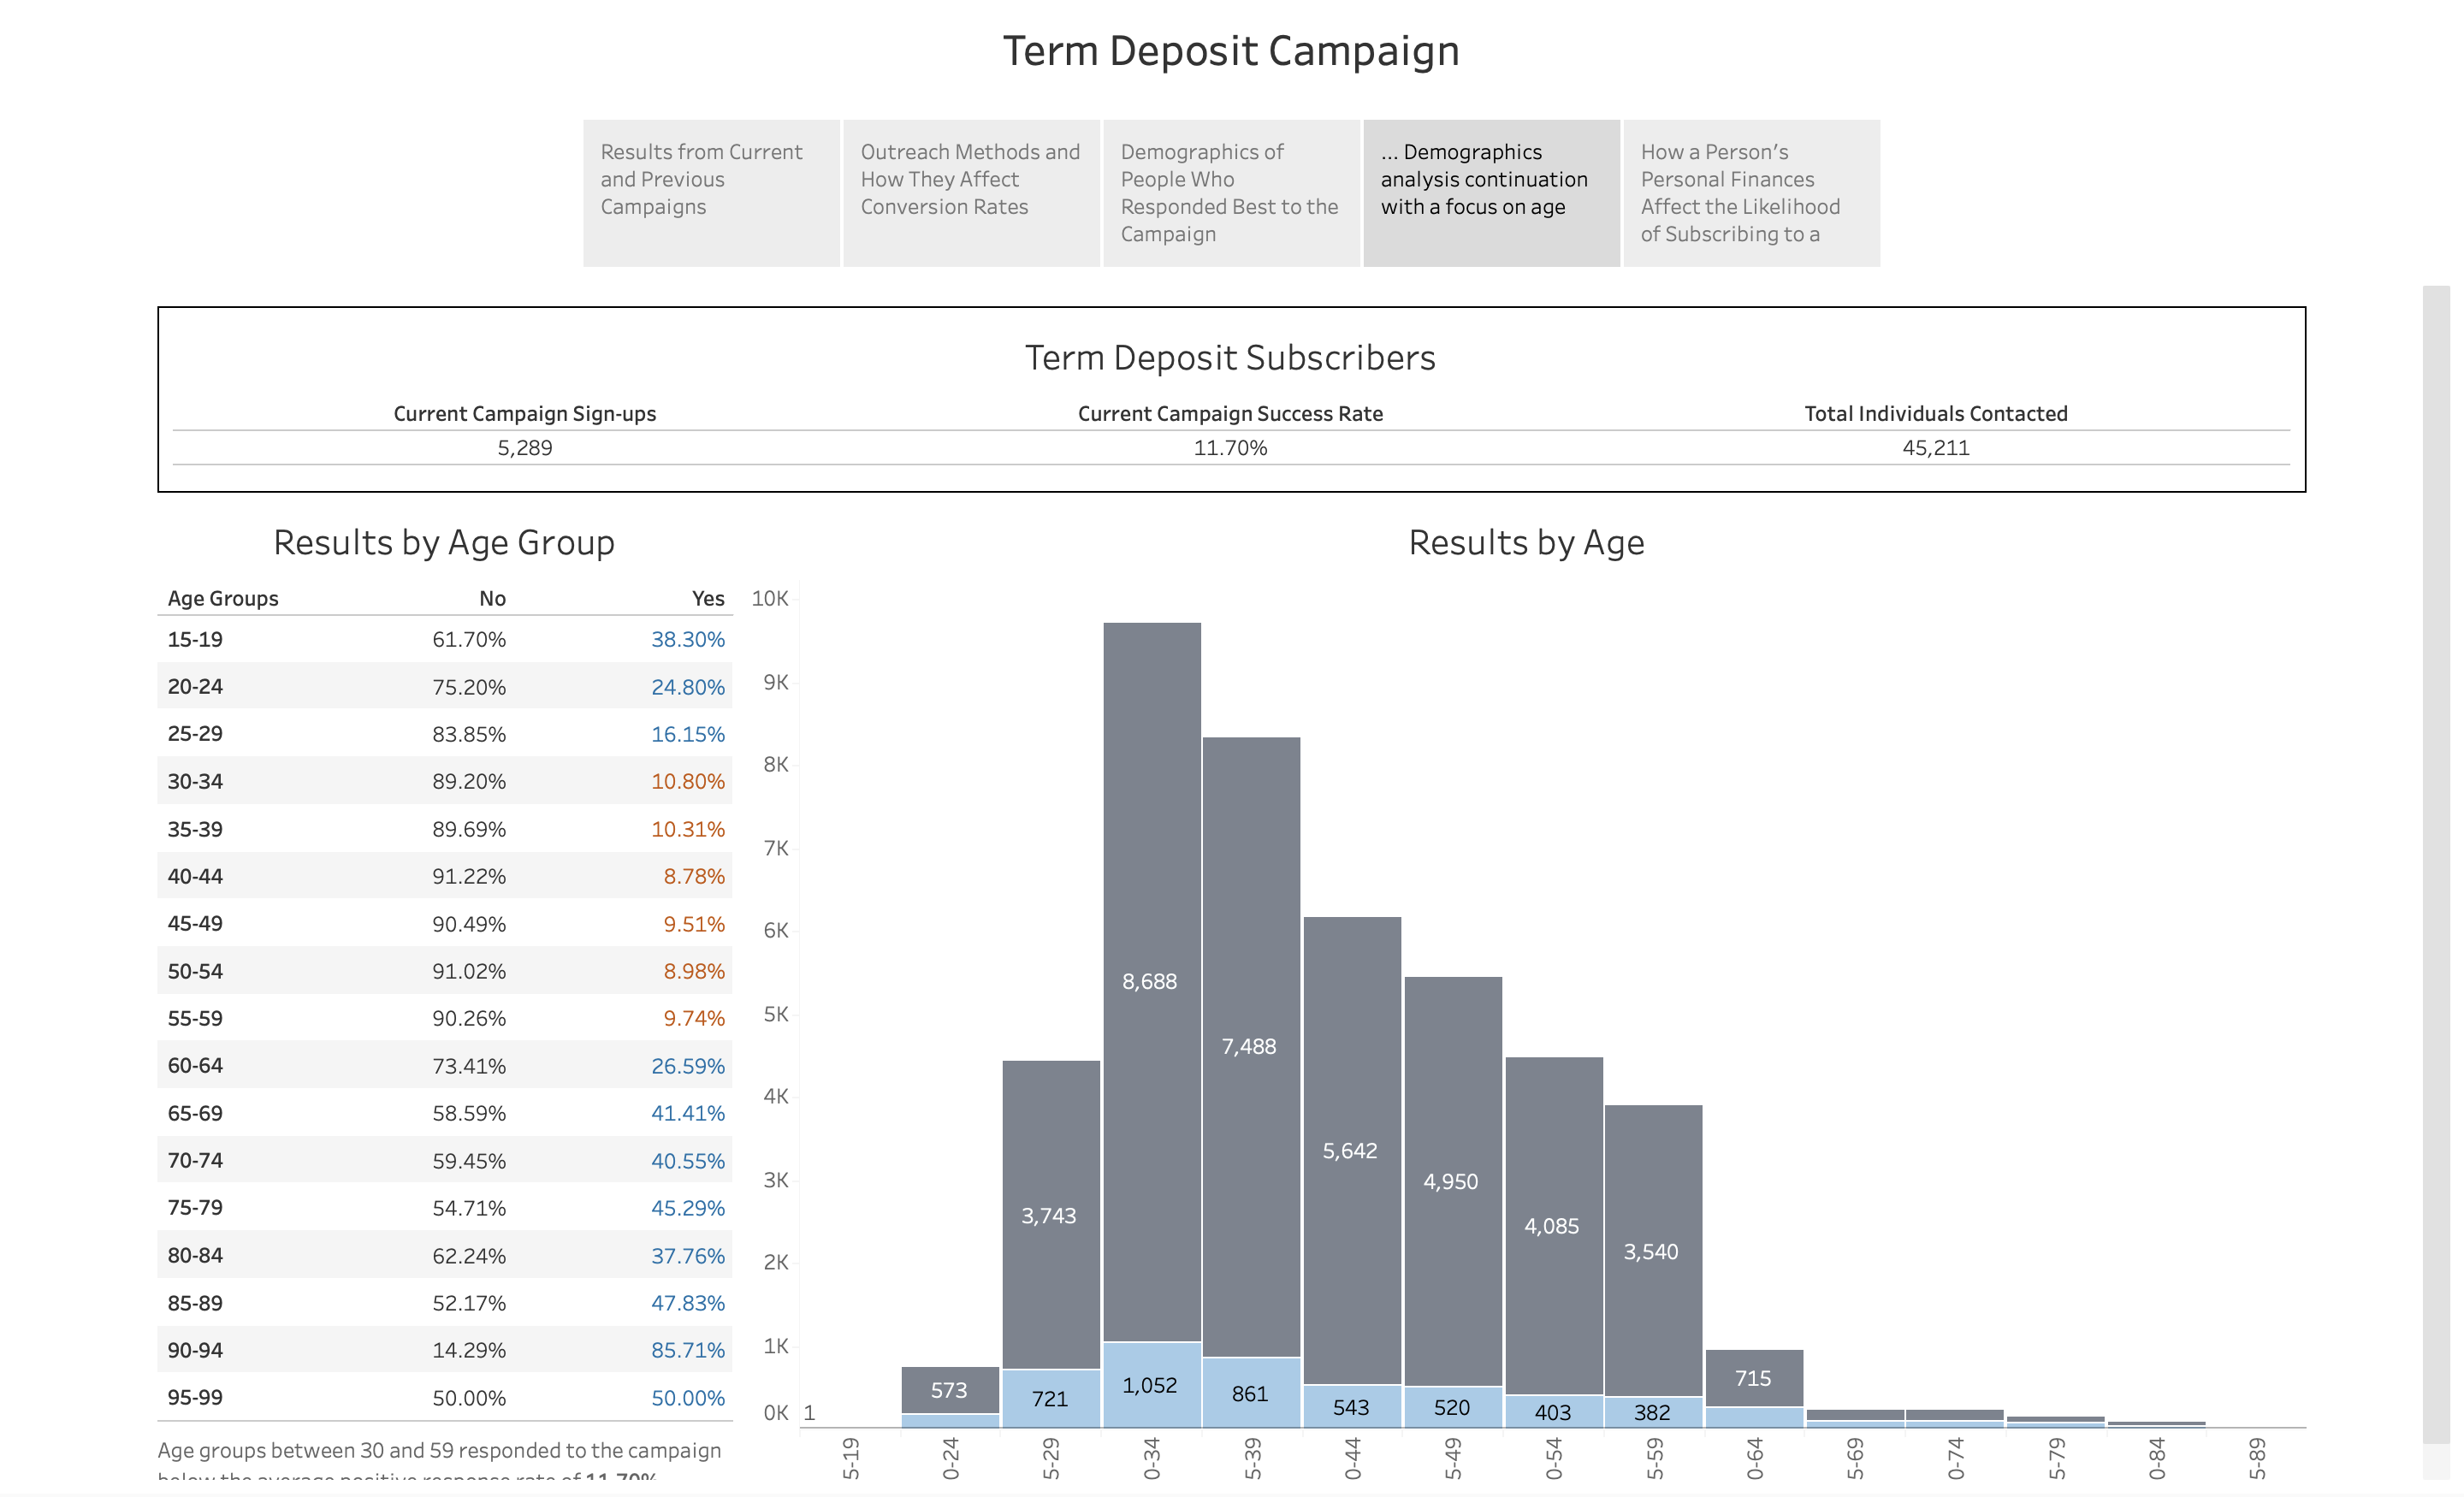 Term Deposit Campaign
Results from Current
and Previous
Campaigns
Outreach Methods and
How They Affect
Conversion Rates
Demographics of
People Who
Responded Best to the
Campaign
... Demographics
analysis continuation
with a focus on age
How a Person's
Personal Finances
Affect the Likelihood
of Subscribing to a
Term Deposit Subscribers
Current Campaign Sign-ups Current Campaign Success Rate Total Individuals Contacted
5,289 11.70% 45,211
Results by Age Group
Age Groups No Yes
15-19 61.70% 38.30%
20-24 75.20% 24.80%
25-29 83.85% 16.15%
30-34 89.20% 10.80%
35-39 89.69% 10.31%
40-44 91.22% 8.78%
45-49 90.49% 9.51%
50-54 91.02% 8.98%
55-59 90.26% 9.74%
60-64 73.41% 26.59%
65-69 58.59% 41.41%
70-74 59.45% 40.55%
75-79 54.71% 45.29%
80-84 62.24% 37.76%
85-89 52.17% 47.83%
90-94 14.29% 85.71%
95-99 50.00% 50.00%
Age groups between 30 and 59 responded to the campaign
below the average positive response rate of 11.70%
Results by Age
10K
9K
8K
7K
6K
5K
4K
3K
2K
1K
0K
1
573
3,743
721
8,688
1,052
7,488
861
5,642
543
4,950
520
4,085
403
3,540
382
715
5-19
0-24
5-29
0-34
5-39
0-44
5-49
0-54
5-59
0-64
5-69
0-74
5-79
0-84
5-89